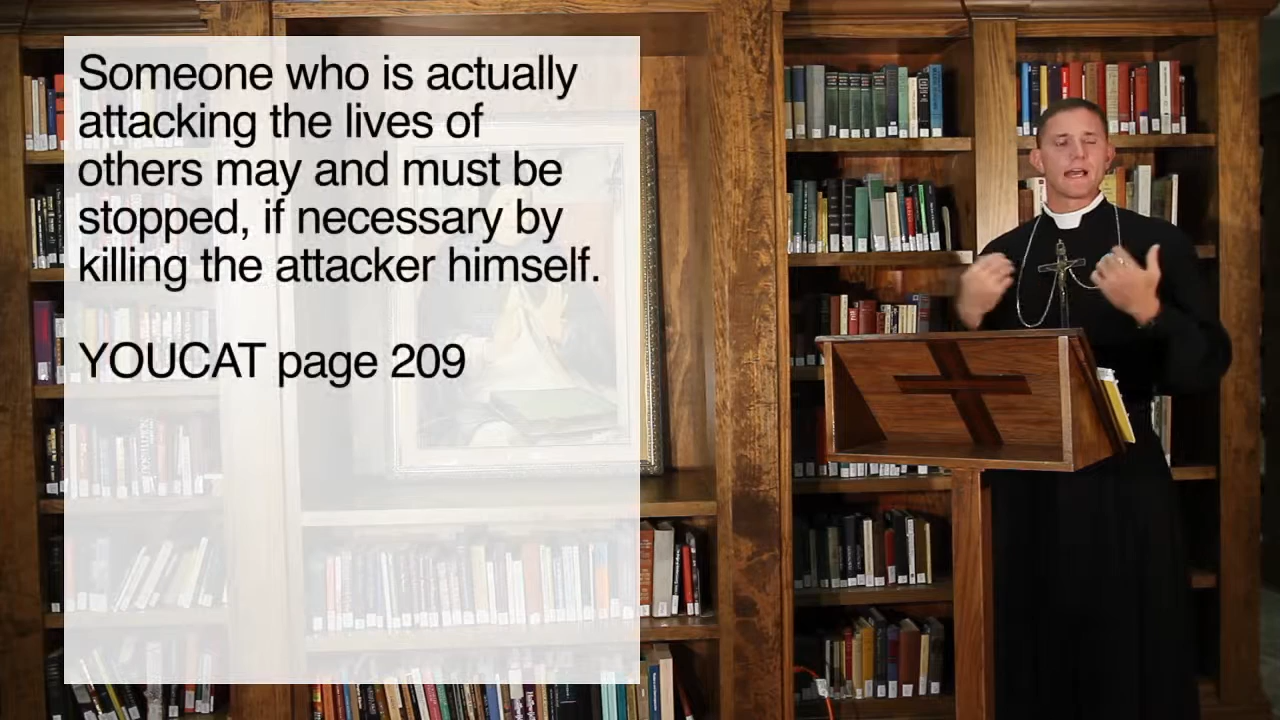 Someone who is actually
attacking the lives of
others may and must be
stopped, if necessary by
killing the attacker himself.
YOUCAT page 209